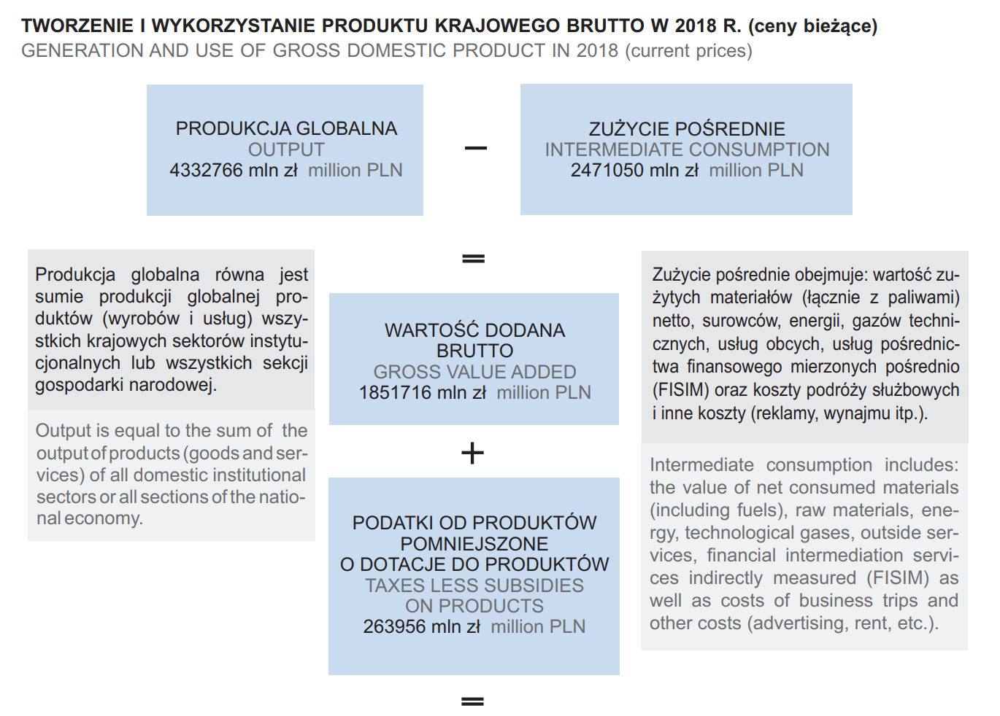 TWORZENIE I WYKORZYSTANIE PRODUKTU KRAJOWEGO BRUTTO W 2018 R. (ceny bieżące)
GENERATION AND USE OF GROSS DOMESTIC PRODUCT IN 2018 (current prices)
PRODUKCJA GLOBALNA
OUTPUT
4332766 mln zł million PLN
−
ZUŻYCIE POŚREDNIE
INTERMEDIATE CONSUMPTION
2471050 mln zł million PLN
=
Produkcja globalna równa jest
sumie produkcji globalnej pro-
duktów (wyrobów i usług) wszy-
stkich krajowych sektorów instytu-
cjonalnych lub wszystkich sekcji
gospodarki narodowej.
Output is equal to the sum of the
output of products (goods and ser-
vices) of all domestic institutional
sectors or all sections of the natio-
nal economy.
WARTOŚĆ DODANA
BRUTTO
GROSS VALUE ADDED
1851716 mln zł million PLN
+
PODATKI OD PRODUKTÓW
POMNIEJSZONE
O DOTACJE DO PRODUKTÓW
TAXES LESS SUBSIDIES
ON PRODUCTS
263956 mln zł million PLN
=
Zużycie pośrednie obejmuje: wartość zu-
żytych materiałów (łącznie z paliwami)
netto, surowców, energii, gazów techni-
cznych, usług obcych, usług pośrednic-
twa finansowego mierzonych pośrednio
(FISIM) oraz koszty podróży służbowych
i inne koszty (reklamy, wynajmu itp.).
Intermediate consumption includes:
the value of net consumed materials
(including fuels), raw materials, ene-
rgy, technological gases, outside ser-
vices, financial intermediation servi-
ces indirectly measured (FISIM) as
well as costs of business trips and
other costs (advertising, rent, etc.).